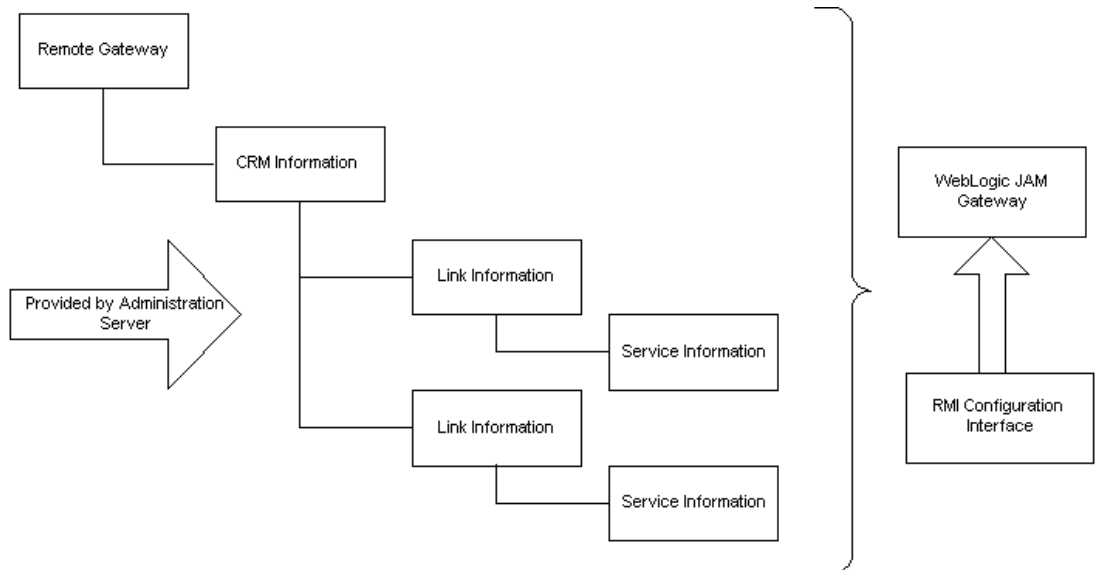 Remote Gateway
CRM Information
WebLogic JAM
Gateway
Link Information
Provided by Administration
Server
Service Information
RMI Configuration
Interface
Link Information
Service Information